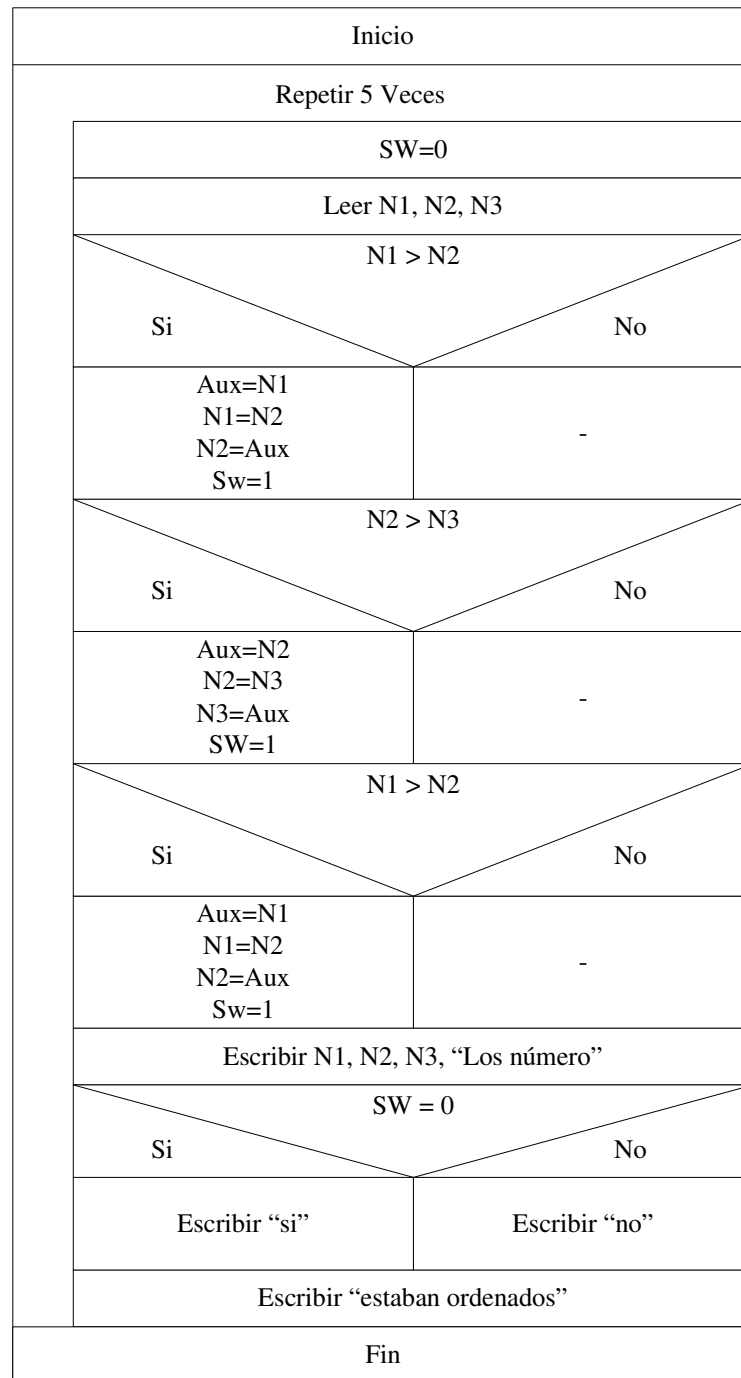 Inicio
Repetir 5 Veces
SW=0
Leer N1, N2, N3
N1 > N2
Si
No
Aux=N1
N1=N2
N2=Aux
Sw=1
-
N2 > N3
Si
No
Aux=N2
N2=N3
N3=Aux
SW=1
-
N1 > N2
Si
No
Aux=N1
N1=N2
N2=Aux
Sw=1
-
Escribir N1, N2, N3, “Los número”
SW = 0
Si
No
Escribir “si”
Escribir “no”
Escribir “estaban ordenados”
Fin